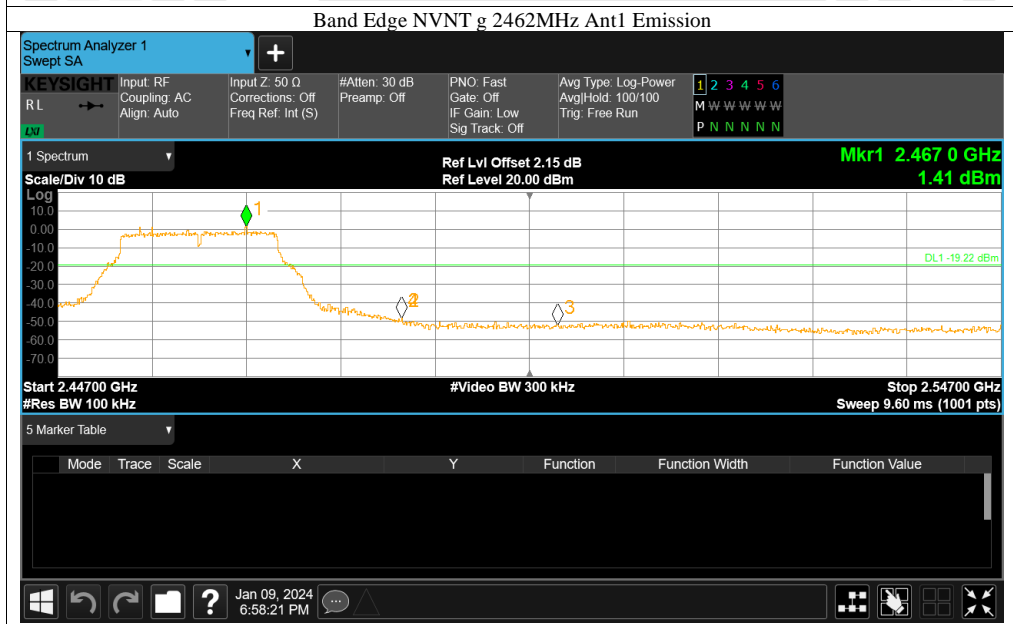 Band Edge NVNT g 2462MHz Ant1 Emission
Spectrum Analyzer 1
Swept SA
+
KEYSIGHT Input: RF Input Z: 50 Ω #Atten: 30 dB PNO: Fast Avg Type: Log-Power 1 2 3 4 5 6
R L Coupling: AC Corrections: Off Preamp: Off Gate: Off Avg|Hold: 100/100 M W W W W W
Align: Auto Freq Ref: Int (S) IF Gain: Low Trig: Free Run
LXI Sig Track: Off P N N N N N
1 Spectrum Ref Lvl Offset 2.15 dB Mkr1 2.467 0 GHz
Scale/Div 10 dB Ref Level 20.00 dBm 1.41 dBm
Log
10.0 1
0.00
-10.0
-20.0 DL1 -19.22 dBm
-30.0
-40.0 3
-50.0
-60.0
-70.0
Start 2.44700 GHz #Video BW 300 kHz Stop 2.54700 GHz
#Res BW 100 kHz Sweep 9.60 ms (1001 pts)
5 Marker Table
Mode Trace Scale X Y Function Function Width Function Value
? Jan 09, 2024
6:58:21 PM